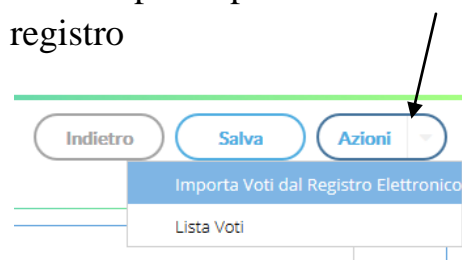 registro
Indietro Salva Azioni
Importa Voti dal Registro Elettronico
Lista Voti